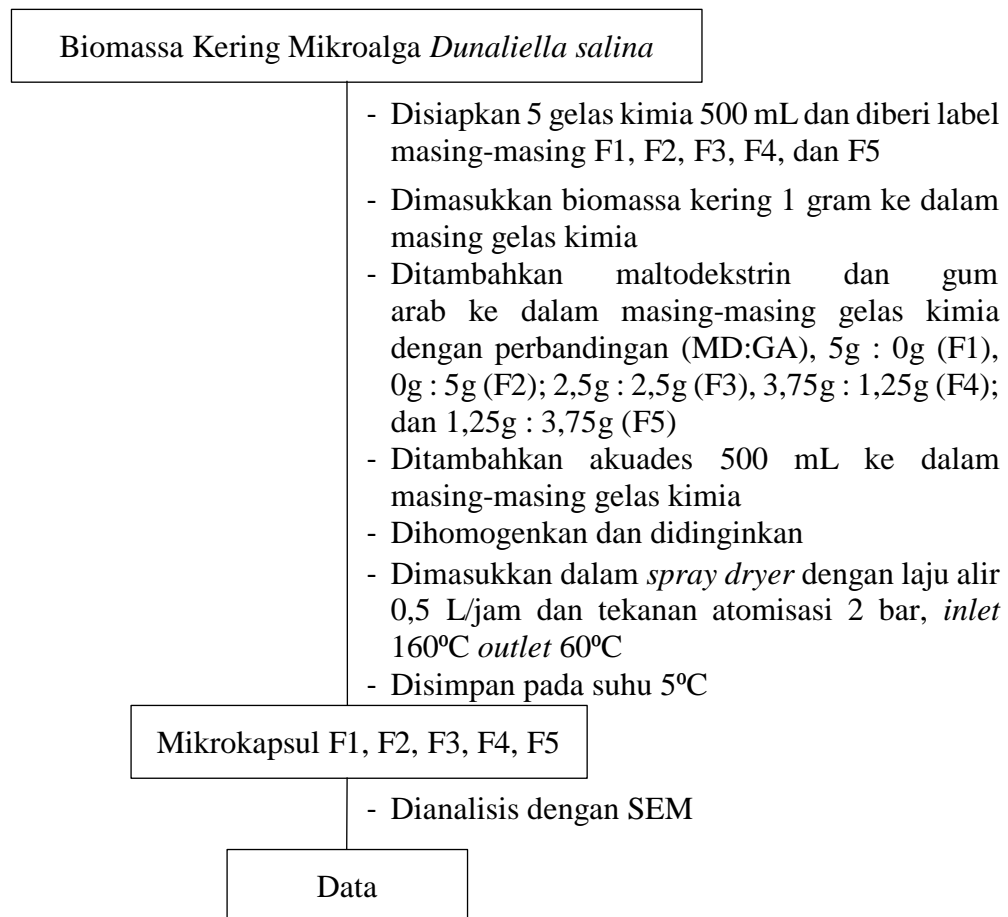 Biomassa Kering Mikroalga Dunaliella salina
- Disiapkan 5 gelas kimia 500 mL dan diberi label
masing-masing F1, F2, F3, F4, dan F5
- Dimasukkan biomassa kering 1 gram ke dalam
masing gelas kimia
- Ditambahkan maltodekstrin dan gum
arab ke dalam masing-masing gelas kimia
dengan perbandingan (MD:GA), 5g : 0g (F1),
0g : 5g (F2); 2,5g : 2,5g (F3), 3,75g : 1,25g (F4);
dan 1,25g : 3,75g (F5)
- Ditambahkan akuades 500 mL ke dalam
masing-masing gelas kimia
- Dihomogenkan dan didinginkan
- Dimasukkan dalam spray dryer dengan laju alir
0,5 L/jam dan tekanan atomisasi 2 bar, inlet
160⁰C outlet 60⁰C
- Disimpan pada suhu 5⁰C
Mikrokapsul F1, F2, F3, F4, F5
- Dianalisis dengan SEM
Data